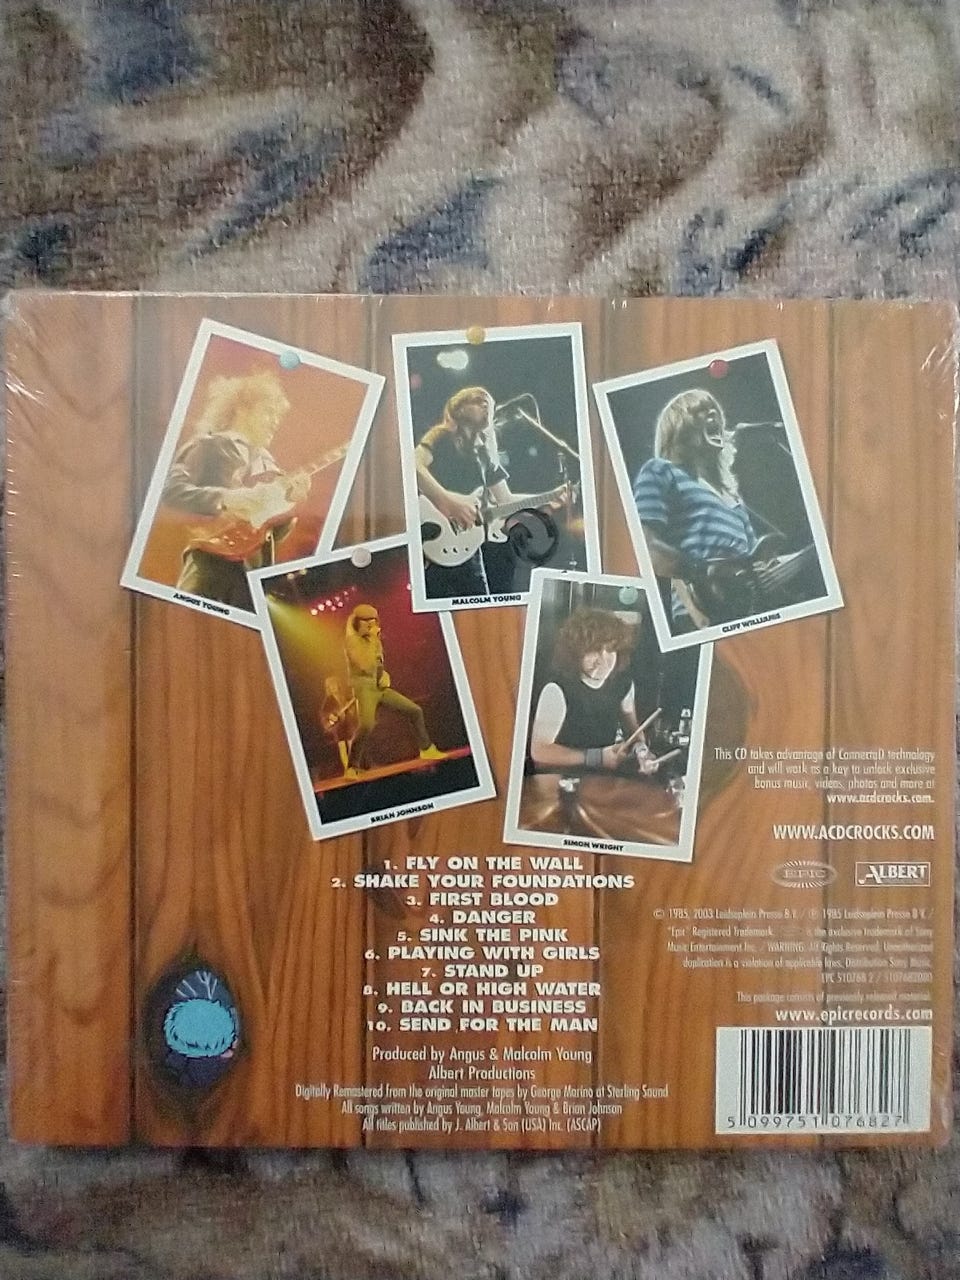 ANGUS YOUNG
MALCOLM YOUNG
CLIFF WILLIAMS
BRIAN JOHNSON
SIMON WRIGHT
This CD takes advantage of ConnecteD technology
and will work as a key to unlock exclusive
bonus music, videos, photos and more at
www.acdcrocks.com.
WWW.ACDCROCKS.COM
EPIC
ALBERT
1. FLY ON THE WALL
2. SHAKE YOUR FOUNDATIONS
3. FIRST BLOOD
4. DANGER
5. SINK THE PINK
6. PLAYING WITH GIRLS
7. STAND UP
8. HELL OR HIGH WATER
9. BACK IN BUSINESS
10. SEND FOR THE MAN
Produced by Angus & Malcolm Young
Albert Productions
Digitally Remastered from the original master tapes by George Marino at Sterling Sound
All songs written by Angus Young, Malcolm Young & Brian Johnson
All titles published by J. Albert & Son (USA) Inc. (ASCAP)
© 1985, 2003 Leidseplein Presse B.V. / ℗ 1985 Leidseplein Presse B.V. /
"Epic" Registered Trademark. is the exclusive trademark of Sony
Music Entertainment Inc. / WARNING: All Rights Reserved. Unauthorized
duplication is a violation of applicable laws. Distribution Sony Music.
EPC 510768 2 / 5107682000
This package consists of previously released material.
www.epicrecords.com
5 099751 076827